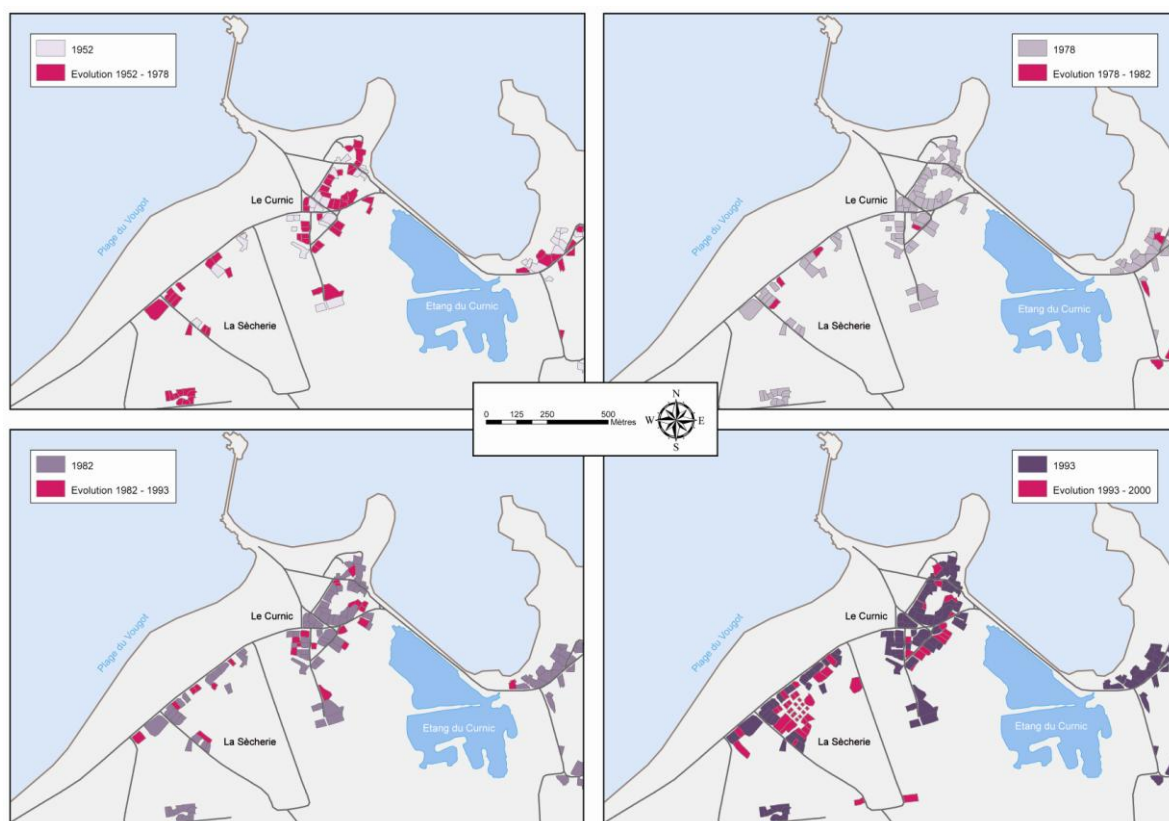 1952
Evolution 1952 - 1978
Le Curnic
Plage du Vougot
La Sècherie
Etang du Curnic
1978
Evolution 1978 - 1982
Le Curnic
Plage du Vougot
La Sècherie
Etang du Curnic
0 125 250 500
Mètres
N
W E
S
1982
Evolution 1982 - 1993
Le Curnic
Plage du Vougot
La Sècherie
Etang du Curnic
1993
Evolution 1993 - 2000
Le Curnic
Plage du Vougot
La Sècherie
Etang du Curnic